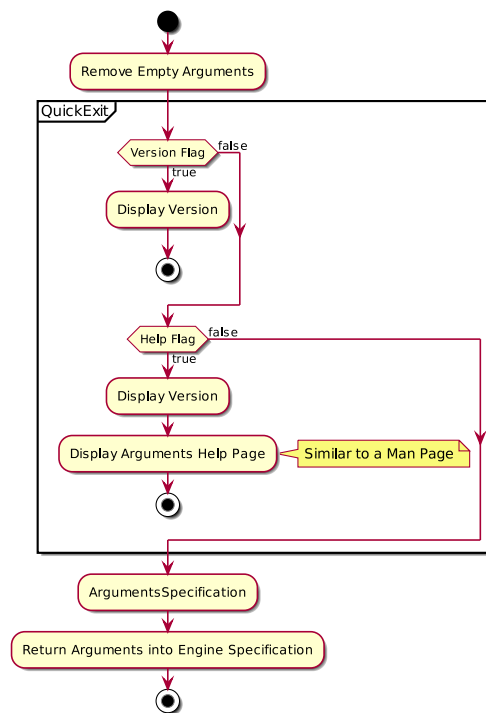 Remove Empty Arguments
QuickExit
Version Flag
false
true
Display Version
Help Flag
false
true
Display Version
Display Arguments Help Page
Similar to a Man Page
ArgumentsSpecification
Return Arguments into Engine Specification